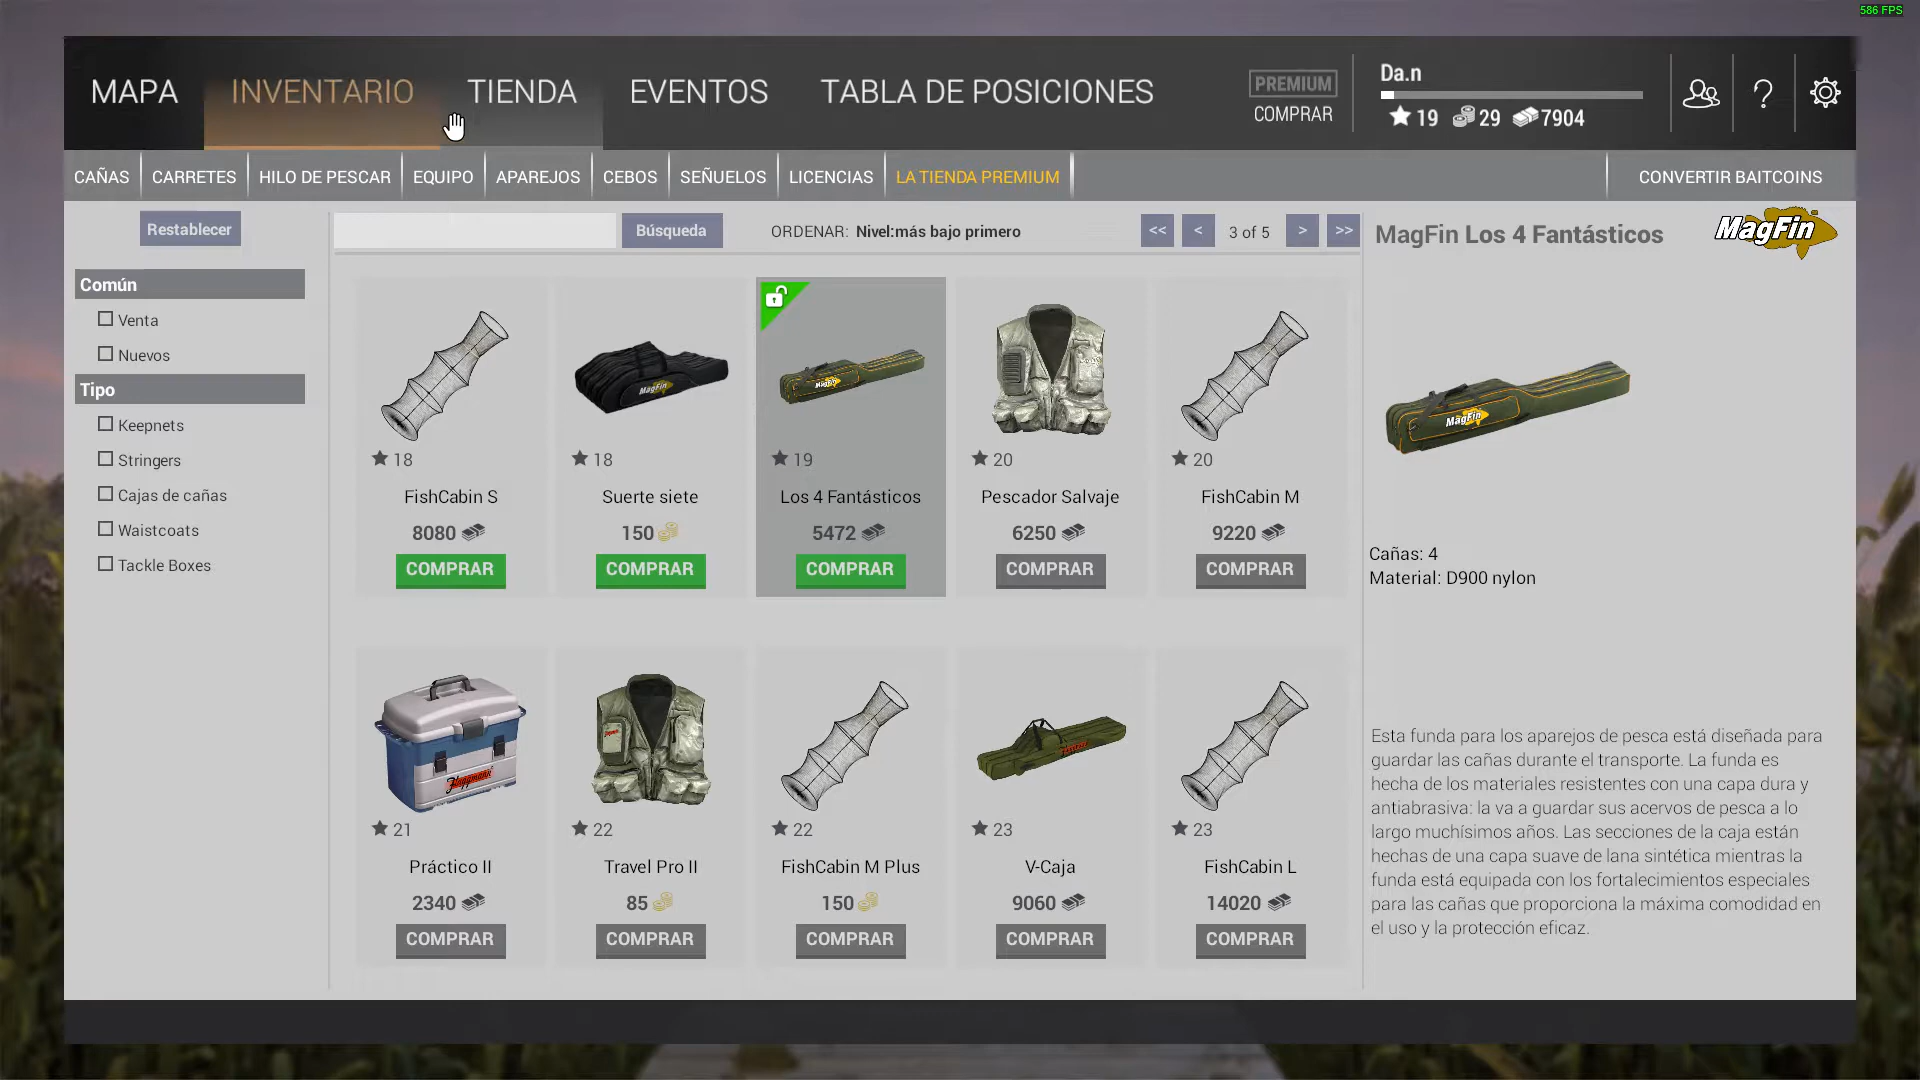 586 FPS
MAPA
INVENTARIO
TIENDA
EVENTOS
TABLA DE POSICIONES
PREMIUM
COMPRAR
Da.n
19 29 7904
?
CAÑAS
CARRETES
HILO DE PESCAR
EQUIPO
APAREJOS
CEBOS
SEÑUELOS
LICENCIAS
LA TIENDA PREMIUM
CONVERTIR BAITCOINS
Restablecer
Común
Venta
Nuevos
Tipo
Keepnets
Stringers
Cajas de cañas
Waistcoats
Tackle Boxes
Búsqueda
ORDENAR: Nivel:más bajo primero
<< < 3 of 5 > >>
18
FishCabin S
8080
COMPRAR
MagFin
18
Suerte siete
150
COMPRAR
MagFin
19
Los 4 Fantásticos
5472
COMPRAR
20
Pescador Salvaje
6250
COMPRAR
20
FishCabin M
9220
COMPRAR
21
Práctico II
2340
COMPRAR
22
Travel Pro II
85
COMPRAR
22
FishCabin M Plus
150
COMPRAR
23
V-Caja
9060
COMPRAR
23
FishCabin L
14020
COMPRAR
MagFin Los 4 Fantásticos
MagFin
MagFin
Cañas: 4
Material: D900 nylon
Esta funda para los aparejos de pesca está diseñada para
guardar las cañas durante el transporte. La funda es
hecha de los materiales resistentes con una capa dura y
antiabrasiva: la va a guardar sus acervos de pesca a lo
largo muchísimos años. Las secciones de la caja están
hechas de una capa suave de lana sintética mientras la
funda está equipada con los fortalecimientos especiales
para las cañas que proporciona la máxima comodidad en
el uso y la protección eficaz.